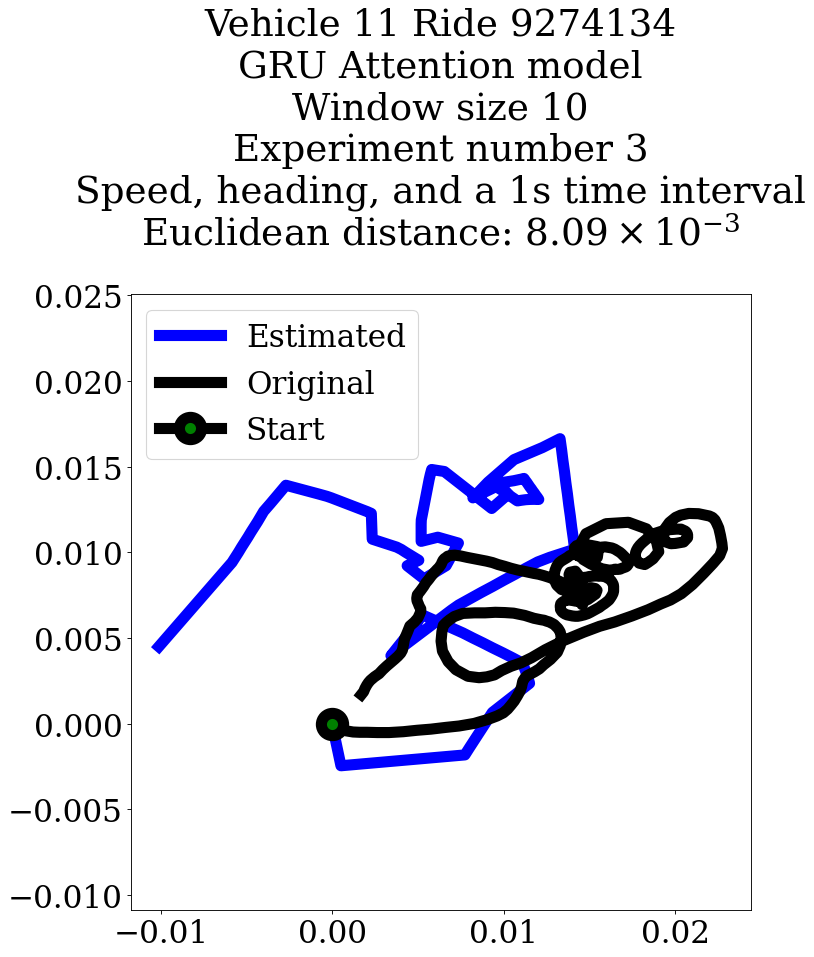 Vehicle 11 Ride 9274134
GRU Attention model
Window size 10
Experiment number 3
Speed, heading, and a 1s time interval
Euclidean distance: 8.09 × 10⁻³
0.025
0.020
0.015
0.010
0.005
0.000
−0.005
−0.010
Estimated
Original
Start
−0.01 0.00 0.01 0.02